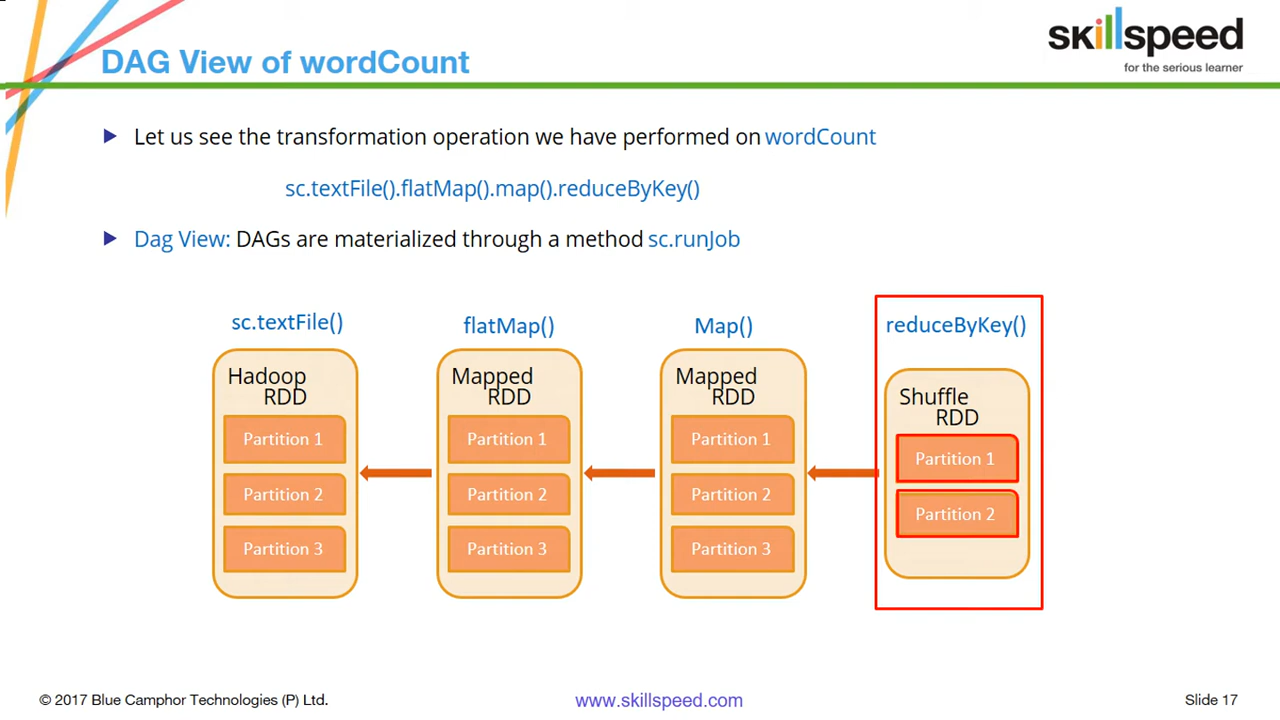 DAG View of wordCount
skillspeed
for the serious learner
Let us see the transformation operation we have performed on wordCount
sc.textFile().flatMap().map().reduceByKey()
Dag View: DAGs are materialized through a method sc.runJob
sc.textFile()
Hadoop
RDD
Partition 1
Partition 2
Partition 3
flatMap()
Mapped
RDD
Partition 1
Partition 2
Partition 3
Map()
Mapped
RDD
Partition 1
Partition 2
Partition 3
reduceByKey()
Shuffle
RDD
Partition 1
Partition 2
© 2017 Blue Camphor Technologies (P) Ltd.
www.skillspeed.com
Slide 17